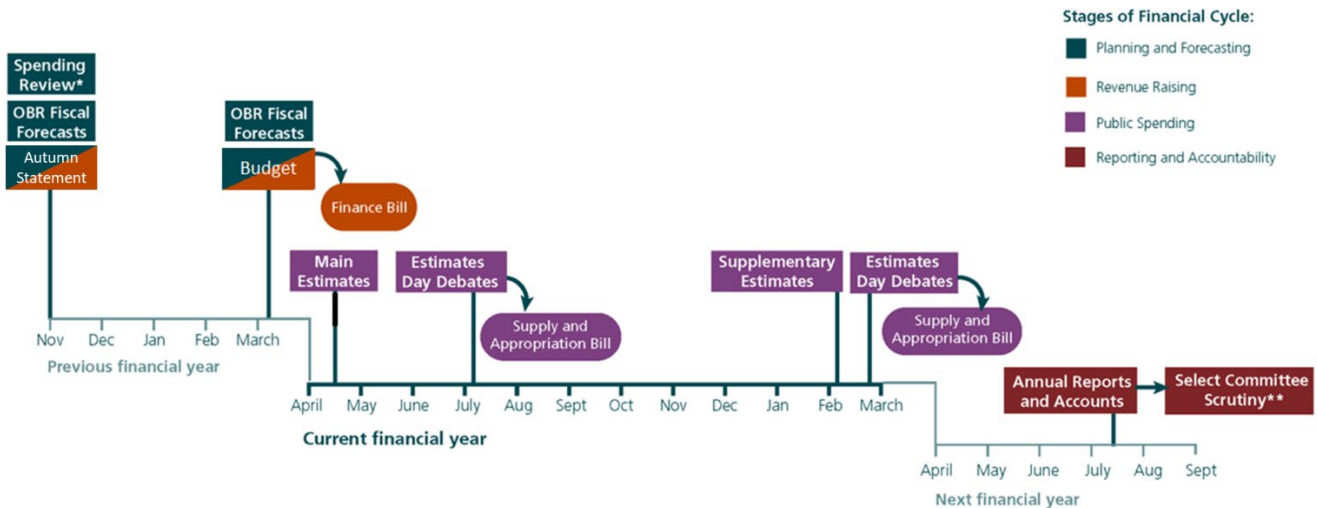 Stages of Financial Cycle:
Planning and Forecasting
Revenue Raising
Public Spending
Reporting and Accountability
Spending
Review*
OBR Fiscal
Forecasts
Autumn
Statement
OBR Fiscal
Forecasts
Budget
Finance Bill
Main
Estimates
Estimates
Day Debates
Supply and
Appropriation Bill
Supplementary
Estimates
Estimates
Day Debates
Supply and
Appropriation Bill
Nov Dec Jan Feb March
Previous financial year
April May June July Aug Sept Oct Nov Dec Jan Feb March
Current financial year
Annual Reports
and Accounts
Select Committee
Scrutiny**
April May June July Aug Sept
Next financial year